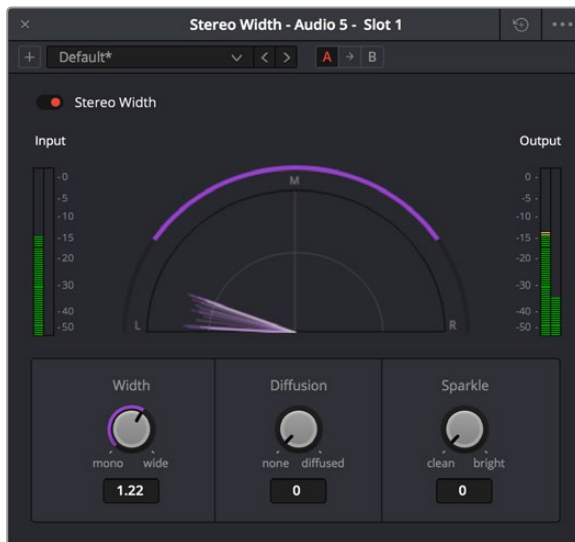 × Stereo Width - Audio 5 - Slot 1
+ Default* < > A → B
Stereo Width
Input Output
M
L R
-0
-5
-10
-15
-20
-30
-40
-50
0 -
-5 -
-10 -
-15 -
-20 -
-30 -
-40 -
-50 -
Width Diffusion Sparkle
mono wide none diffused clean bright
1.22 0 0